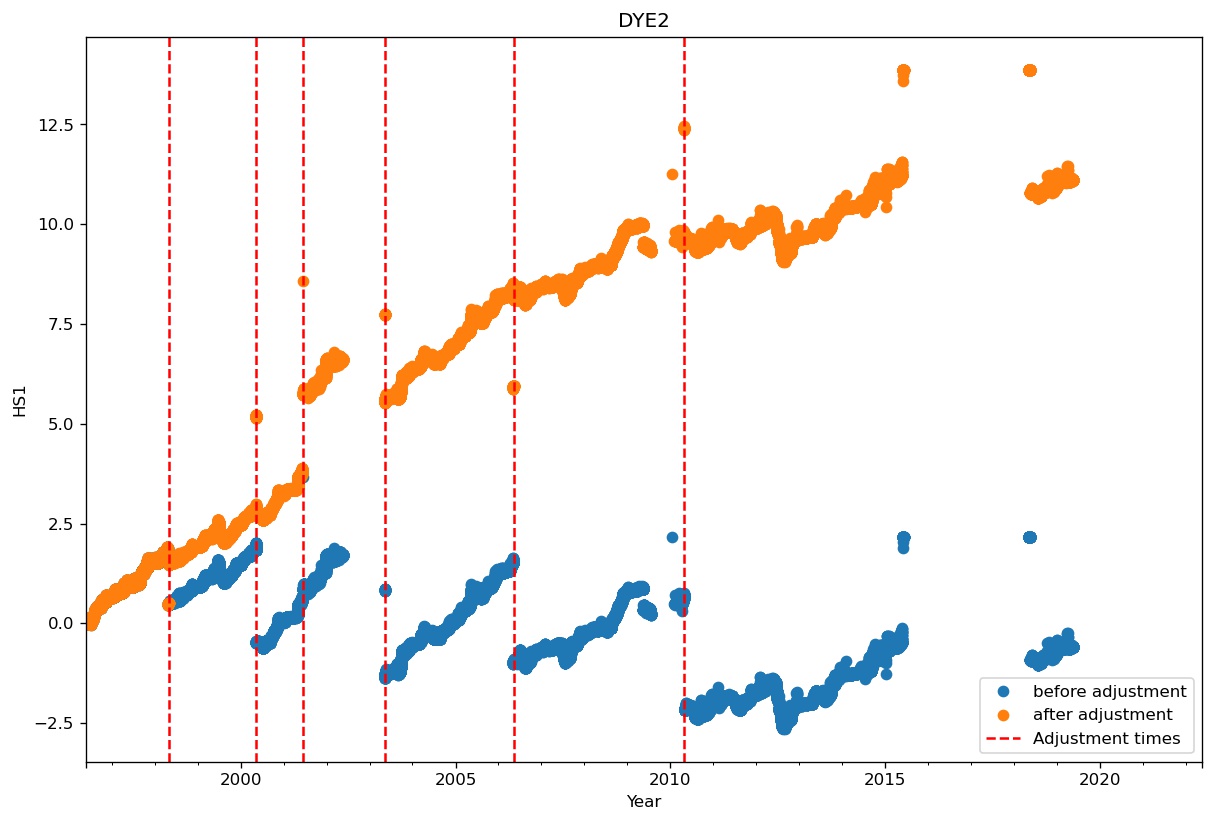 DYE2
12.5
10.0
7.5
5.0
2.5
0.0
−2.5
HS1
2000 2005 2010 2015 2020
Year
before adjustment
after adjustment
Adjustment times